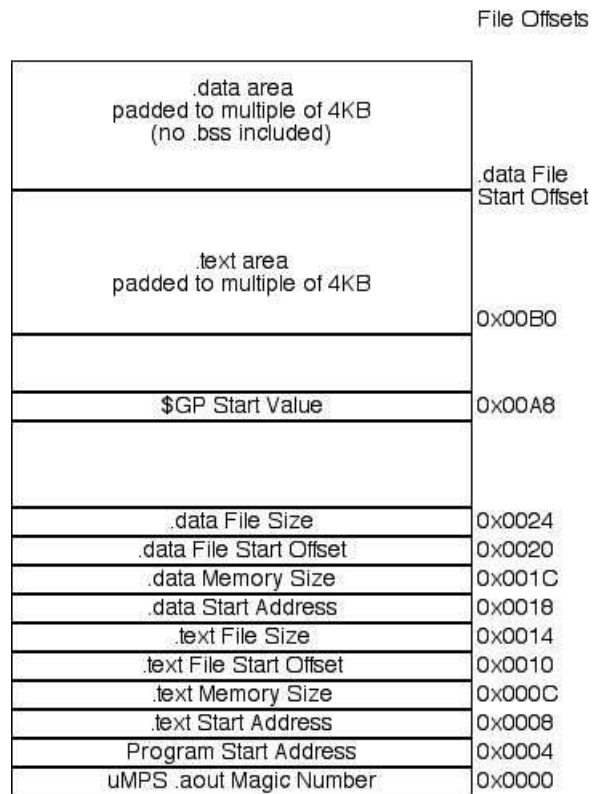 File Offsets
.data area
padded to multiple of 4KB
(no .bss included)
.data File
Start Offset
.text area
padded to multiple of 4KB
0x00B0
$GP Start Value 0x00A8
.data File Size 0x0024
.data File Start Offset 0x0020
.data Memory Size 0x001C
.data Start Address 0x0018
.text File Size 0x0014
.text File Start Offset 0x0010
.text Memory Size 0x000C
.text Start Address 0x0008
Program Start Address 0x0004
uMPS .aout Magic Number 0x0000